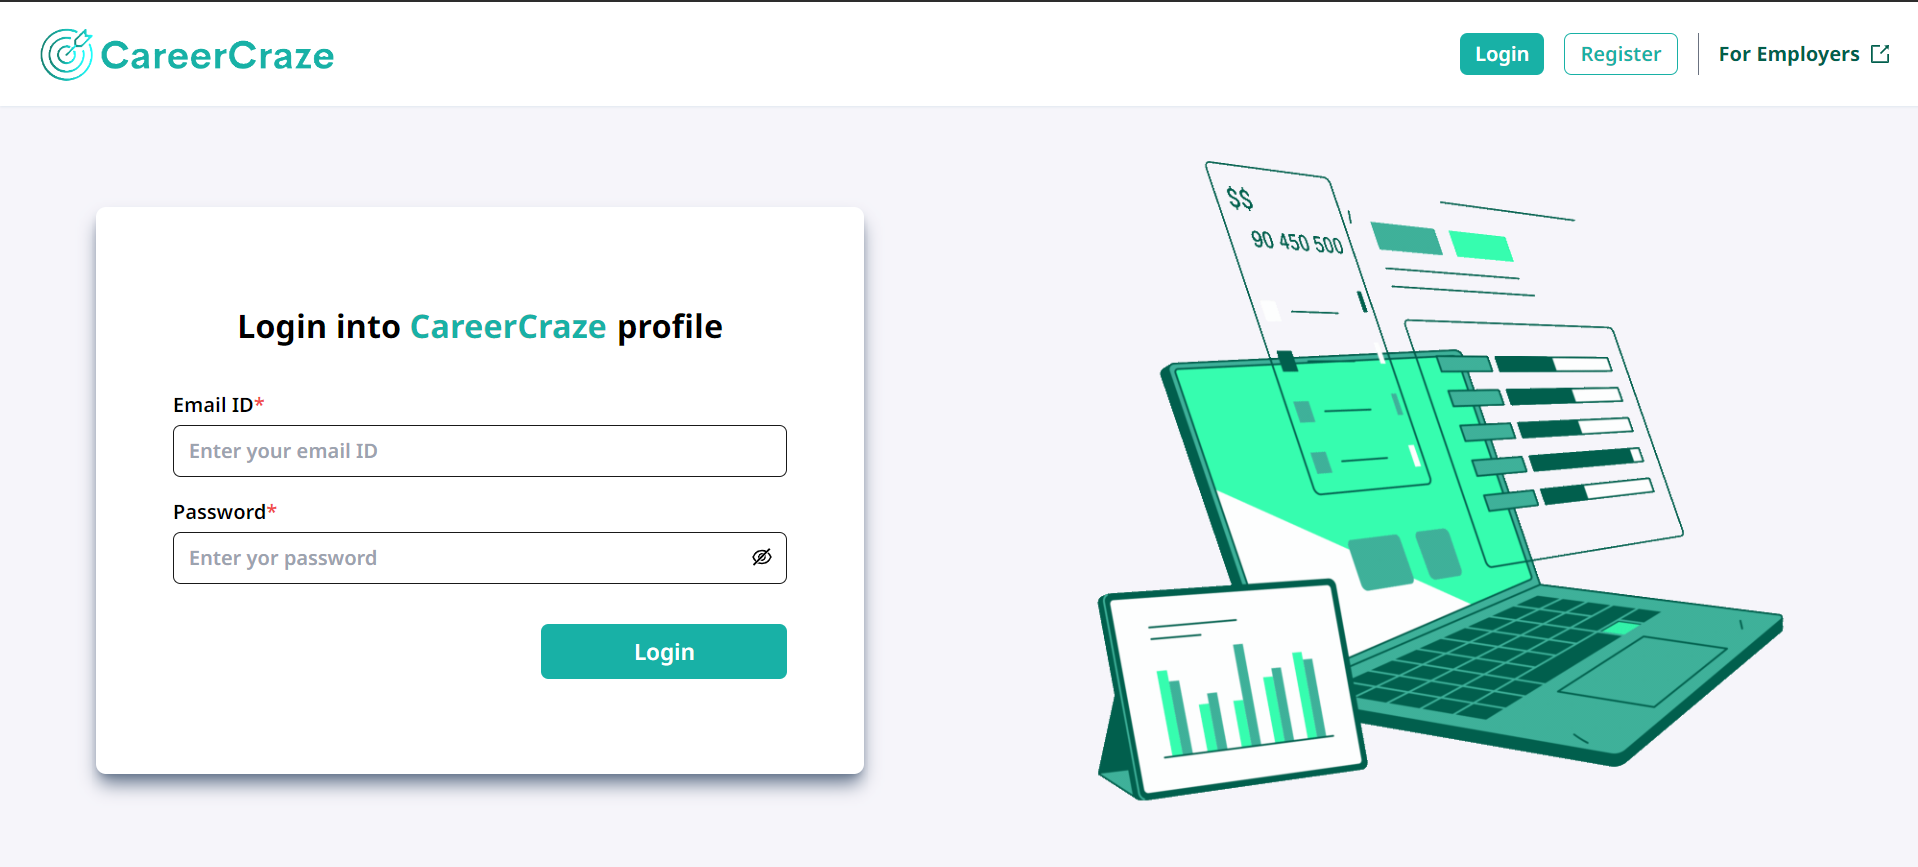 CareerCraze
Login
Register
For Employers
Login into CareerCraze profile
Email ID*
Enter your email ID
Password*
Enter yor password
Login
$$
90 450 500